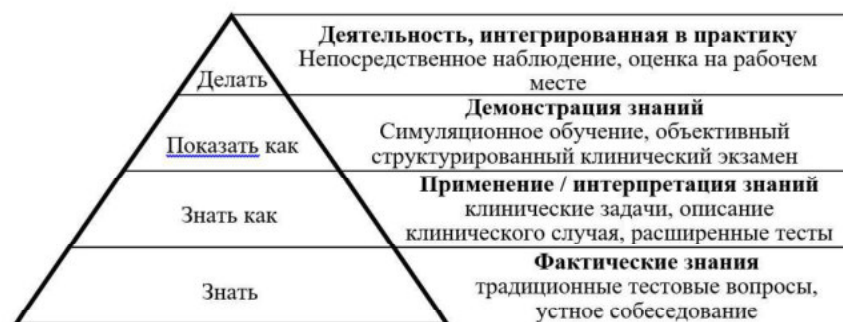 Деятельность, интегрированная в практику
Непосредственное наблюдение, оценка на рабочем
месте
Делать
Демонстрация знаний
Симуляционное обучение, объективный
структурированный клинический экзамен
Показать как
Применение / интерпретация знаний
клинические задачи, описание
клинического случая, расширенные тесты
Знать как
Фактические знания
традиционные тестовые вопросы,
устное собеседование
Знать